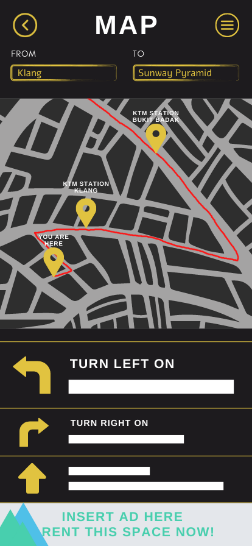 MAP
FROM
TO
Klang
Sunway Pyramid
KTM STATION
BUKIT BADAK
KTM STATION
KLANG
YOU ARE
HERE
TURN LEFT ON
TURN RIGHT ON
INSERT AD HERE
RENT THIS SPACE NOW!